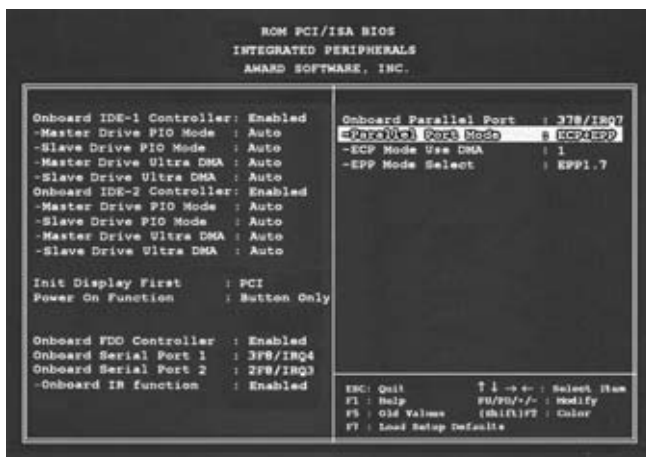 ROM PCI/ISA BIOS
INTEGRATED PERIPHERALS
AWARD SOFTWARE, INC.
Onboard IDE-1 Controller: Enabled
-Master Drive PIO Mode : Auto
-Slave Drive PIO Mode : Auto
-Master Drive Ultra DMA : Auto
-Slave Drive Ultra DMA : Auto
Onboard IDE-2 Controller: Enabled
-Master Drive PIO Mode : Auto
-Slave Drive PIO Mode : Auto
-Master Drive Ultra DMA : Auto
-Slave Drive Ultra DMA : Auto
Init Display First : PCI
Power On Function : Button Only
Onboard FDD Controller : Enabled
Onboard Serial Port 1 : 3F8/IRQ4
Onboard Serial Port 2 : 2F8/IRQ3
-Onboard IR function : Enabled
Onboard Parallel Port : 378/IRQ7
-Parallel Port Mode : ECP+EPP
-ECP Mode Use DMA : 1
-EPP Mode Select : EPP1.7
ESC: Quit ↑ ↓ → ← : Select Item
F1 : Help PU/PD/+/- : Modify
F5 : Old Values (Shift)F2 : Color
F7 : Load Setup Defaults